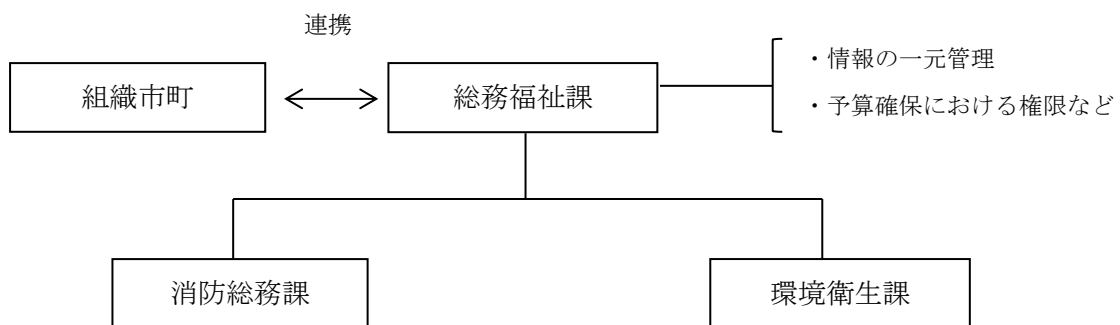 連携
組織市町
総務福祉課
・情報の一元管理
・予算確保における権限など
消防総務課
環境衛生課